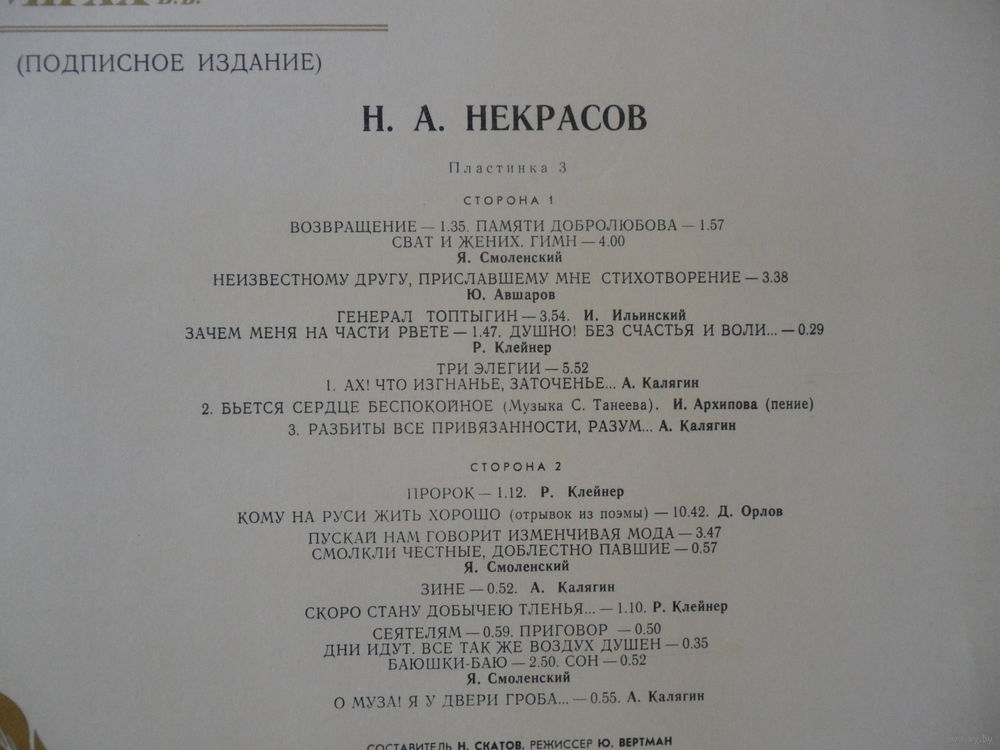 В.В.
(ПОДПИСНОЕ ИЗДАНИЕ)
Н. А. НЕКРАСОВ
Пластинка 3
СТОРОНА 1
ВОЗВРАЩЕНИЕ — 1.35. ПАМЯТИ ДОБРОЛЮБОВА — 1.57
СВАТ И ЖЕНИХ. ГИМН — 4.00
Я. Смоленский
НЕИЗВЕСТНОМУ ДРУГУ, ПРИСЛАВШЕМУ МНЕ СТИХОТВОРЕНИЕ — 3.38
Ю. Авшаров
ГЕНЕРАЛ ТОПТЫГИН — 3.54. И. Ильинский
ЗАЧЕМ МЕНЯ НА ЧАСТИ РВЕТЕ — 1.47. ДУШНО! БЕЗ СЧАСТЬЯ И ВОЛИ... — 0.29
Р. Клейнер
ТРИ ЭЛЕГИИ — 5.52
1. АХ! ЧТО ИЗГНАНЬЕ, ЗАТОЧЕНЬЕ... А. Калягин
2. БЬЕТСЯ СЕРДЦЕ БЕСПОКОЙНОЕ (Музыка С. Танеева). И. Архипова (пение)
3. РАЗБИТЫ ВСЕ ПРИВЯЗАННОСТИ, РАЗУМ... А. Калягин
СТОРОНА 2
ПРОРОК — 1.12. Р. Клейнер
КОМУ НА РУСИ ЖИТЬ ХОРОШО (отрывок из поэмы) — 10.42. Д. Орлов
ПУСКАЙ НАМ ГОВОРИТ ИЗМЕНЧИВАЯ МОДА — 3.47
СМОЛКЛИ ЧЕСТНЫЕ, ДОБЛЕСТНО ПАВШИЕ — 0.57
Я. Смоленский
ЗИНЕ — 0.52. А. Калягин
СКОРО СТАНУ ДОБЫЧЕЮ ТЛЕНЬЯ... — 1.10. Р. Клейнер
СЕЯТЕЛЯМ — 0.59. ПРИГОВОР — 0.50
ДНИ ИДУТ. ВСЕ ТАК ЖЕ ВОЗДУХ ДУШЕН — 0.35
БАЮШКИ-БАЮ — 2.50. СОН — 0.52
Я. Смоленский
О МУЗА! Я У ДВЕРИ ГРОБА... — 0.55. А. Калягин
СОСТАВИТЕЛЬ Н. СКАТОВ, РЕЖИССЕР Ю. ВЕРТМАН